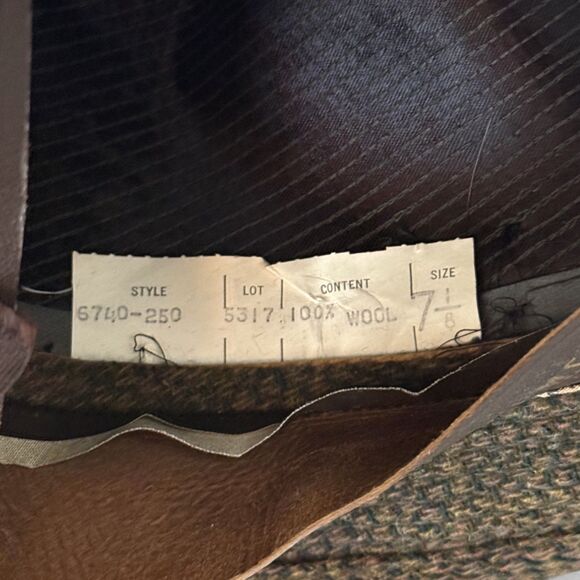 STYLE LOT CONTENT SIZE
6740-250 5317 100% WOOL 7 1/8